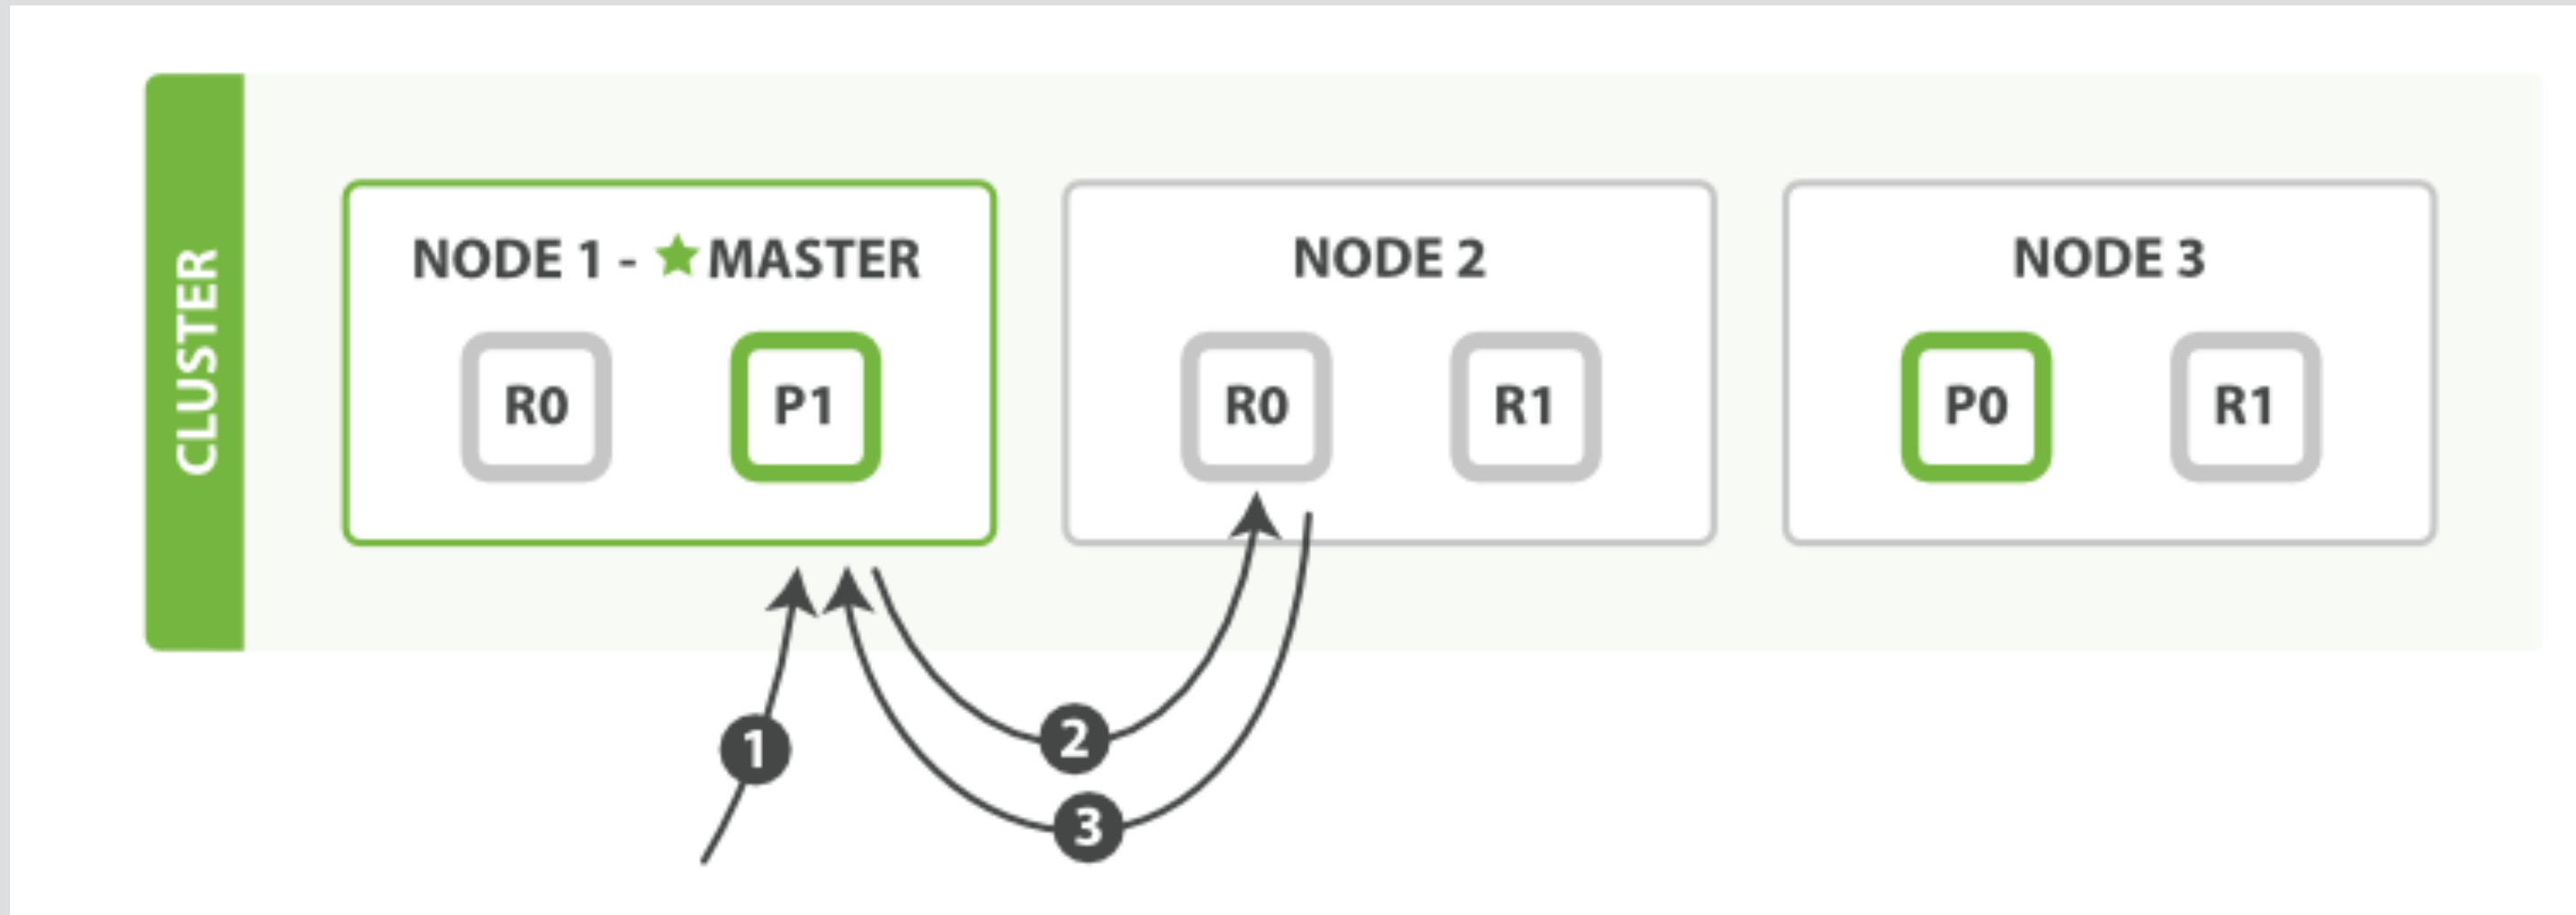 CLUSTER
NODE 1 - ★ MASTER
R0
P1
NODE 2
R0
R1
NODE 3
P0
R1
1
2
3